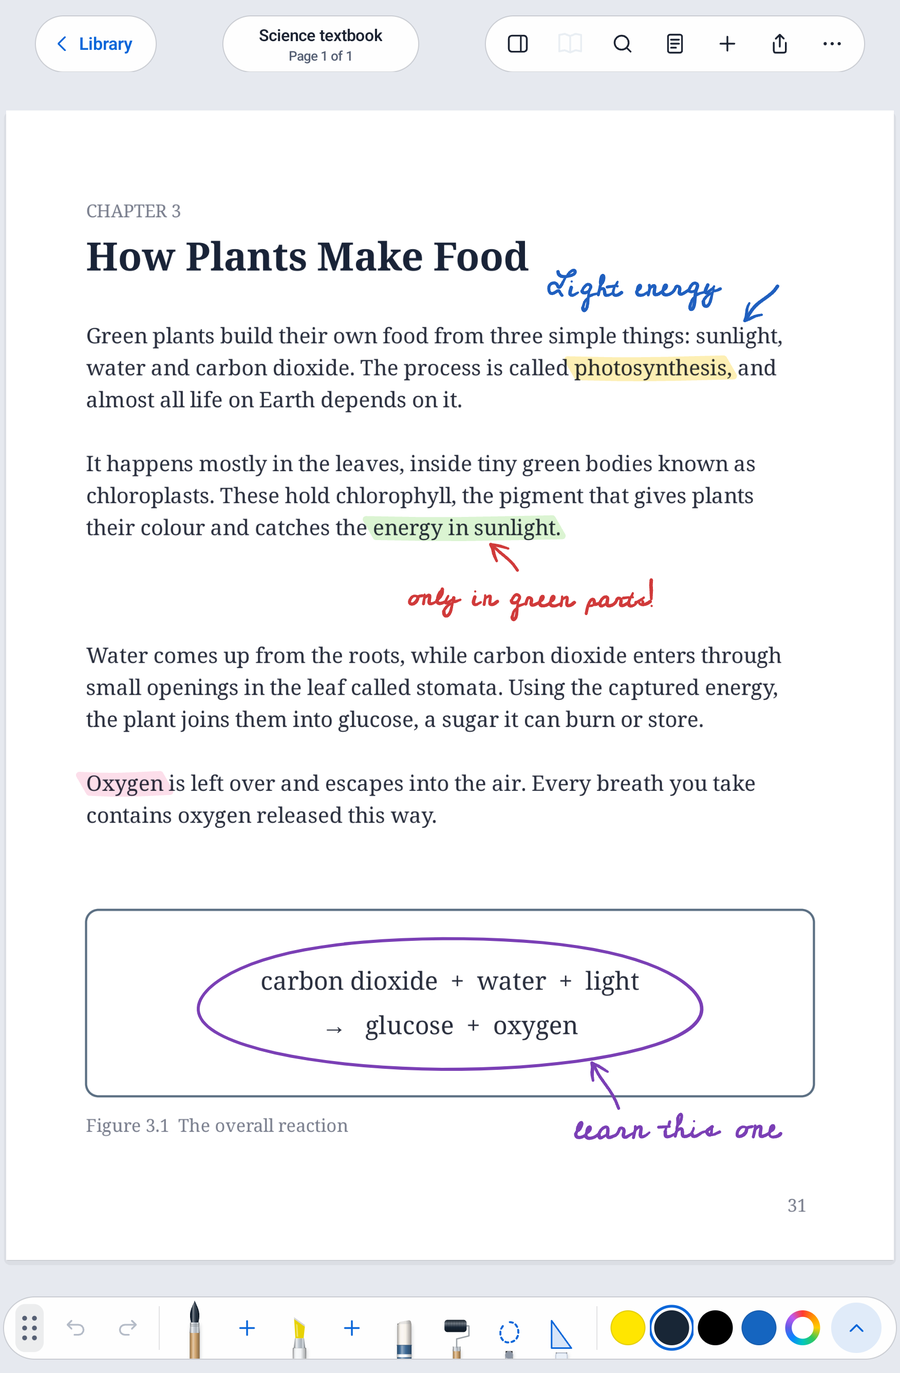 Library
Science textbook
Page 1 of 1
CHAPTER 3
How Plants Make Food
Light energy
Green plants build their own food from three simple things: sunlight,
water and carbon dioxide. The process is called photosynthesis, and
almost all life on Earth depends on it.
It happens mostly in the leaves, inside tiny green bodies known as
chloroplasts. These hold chlorophyll, the pigment that gives plants
their colour and catches the energy in sunlight.
only in green parts!
Water comes up from the roots, while carbon dioxide enters through
small openings in the leaf called stomata. Using the captured energy,
the plant joins them into glucose, a sugar it can burn or store.
Oxygen is left over and escapes into the air. Every breath you take
contains oxygen released this way.
carbon dioxide + water + light
→ glucose + oxygen
Figure 3.1 The overall reaction
learn this one
31